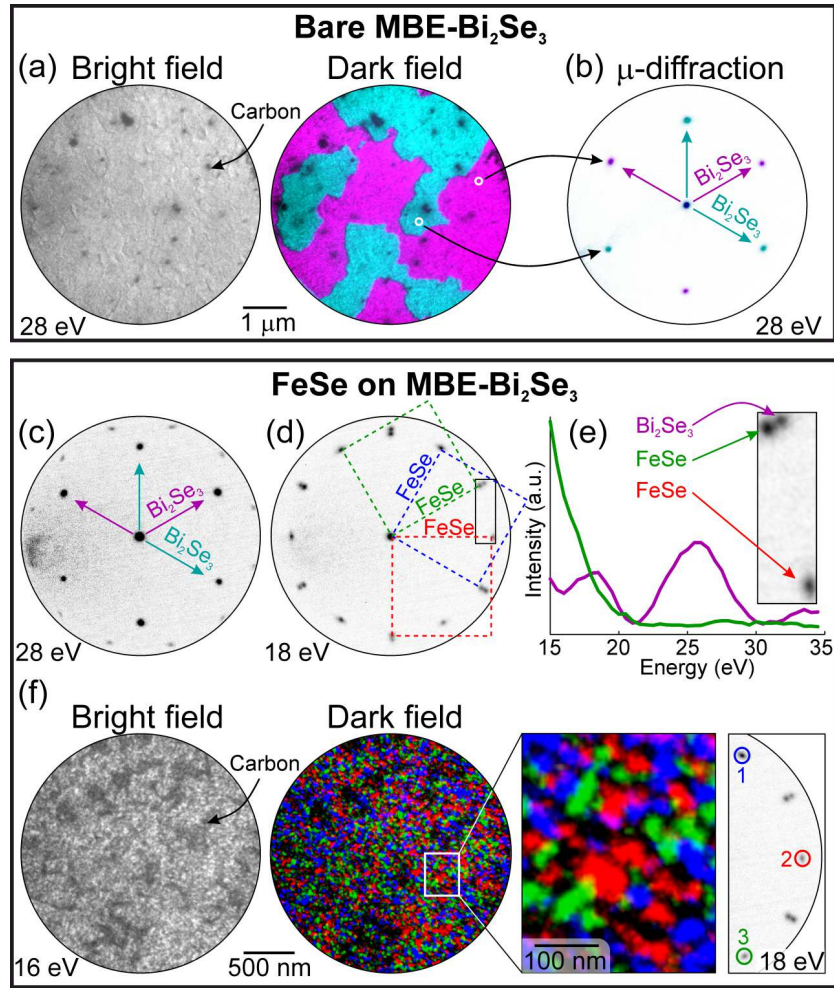 Bare MBE-Bi₂Se₃
(a) Bright field
Dark field
(b) μ-diffraction
Carbon
Bi₂Se₃
Bi₂Se₃
28 eV
1 μm
28 eV
FeSe on MBE-Bi₂Se₃
(c)
(d)
(e)
Bi₂Se₃
Bi₂Se₃
28 eV
FeSe
FeSe
FeSe
18 eV
Bi₂Se₃
FeSe
FeSe
Intensity (a.u.)
15 20 25 30 35
Energy (eV)
(f)
Bright field
Dark field
Carbon
16 eV
500 nm
100 nm
1
2
3
18 eV